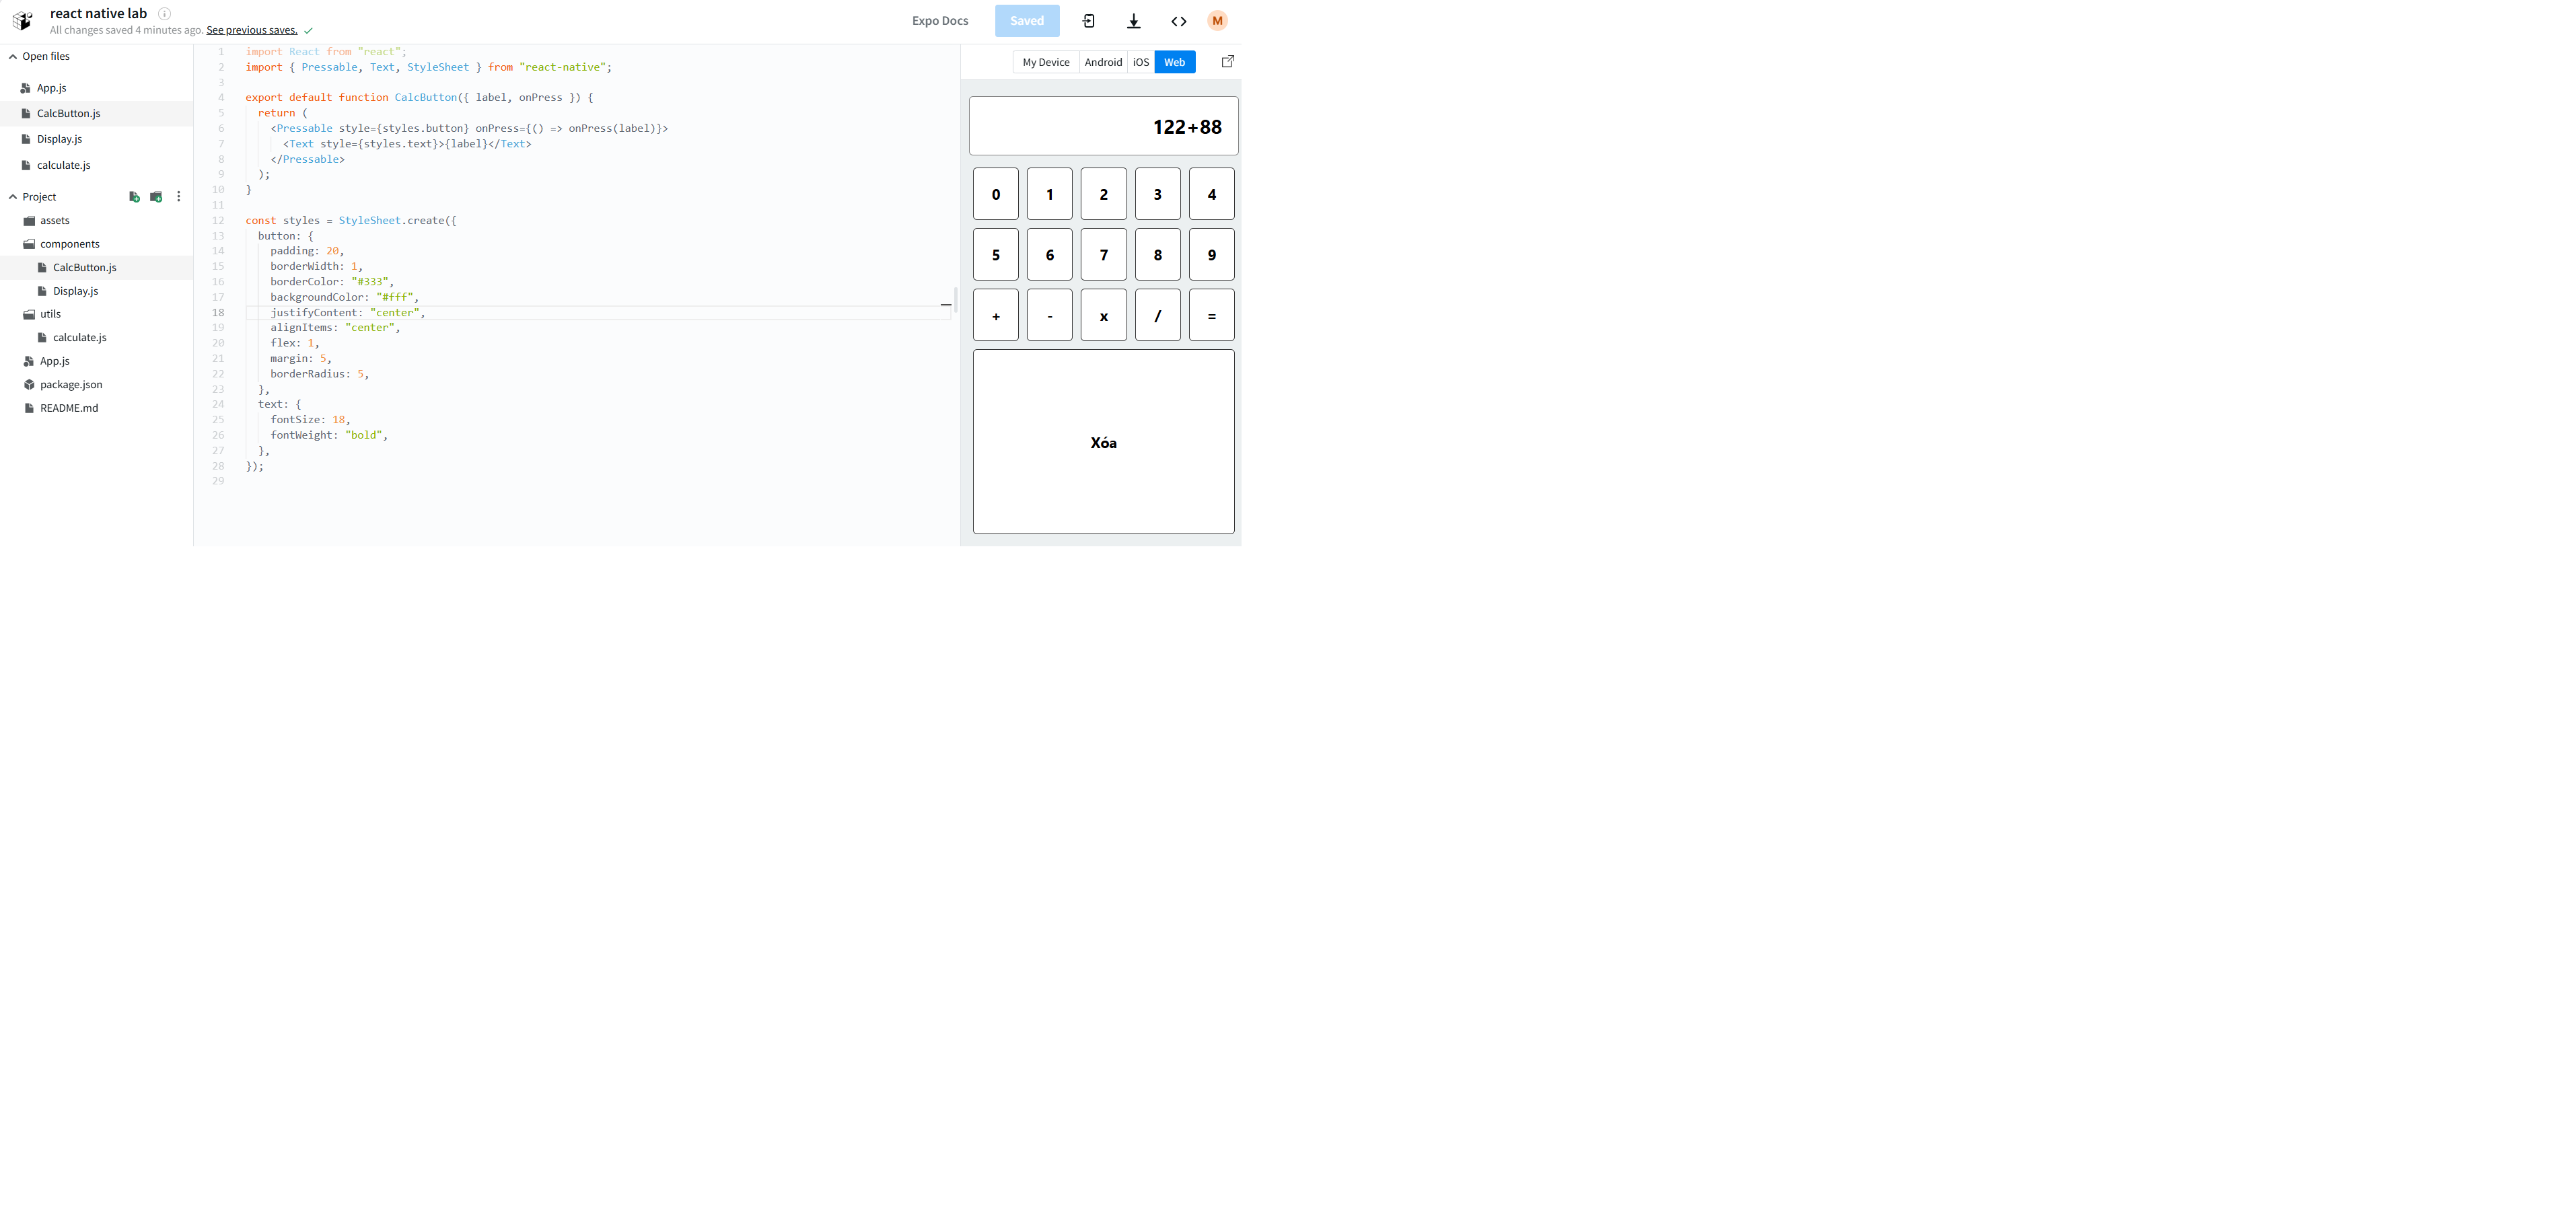 react native lab
All changes saved 4 minutes ago. See previous saves.
Expo Docs
Saved
M
Open files
App.js
CalcButton.js
Display.js
calculate.js
Project
assets
components
CalcButton.js
Display.js
utils
calculate.js
App.js
package.json
README.md
1 import React from "react";
2 import { Pressable, Text, StyleSheet } from "react-native";
3
4 export default function CalcButton({ label, onPress }) {
5 return (
6 <Pressable style={styles.button} onPress={() => onPress(label)}>
7 <Text style={styles.text}>{label}</Text>
8 </Pressable>
9 );
10 }
11
12 const styles = StyleSheet.create({
13 button: {
14 padding: 20,
15 borderWidth: 1,
16 borderColor: "#333",
17 backgroundColor: "#fff",
18 justifyContent: "center",
19 alignItems: "center",
20 flex: 1,
21 margin: 5,
22 borderRadius: 5,
23 },
24 text: {
25 fontSize: 18,
26 fontWeight: "bold",
27 },
28 });
29
My Device Android iOS Web
122+88
0 1 2 3 4
5 6 7 8 9
+ - x / =
Xóa